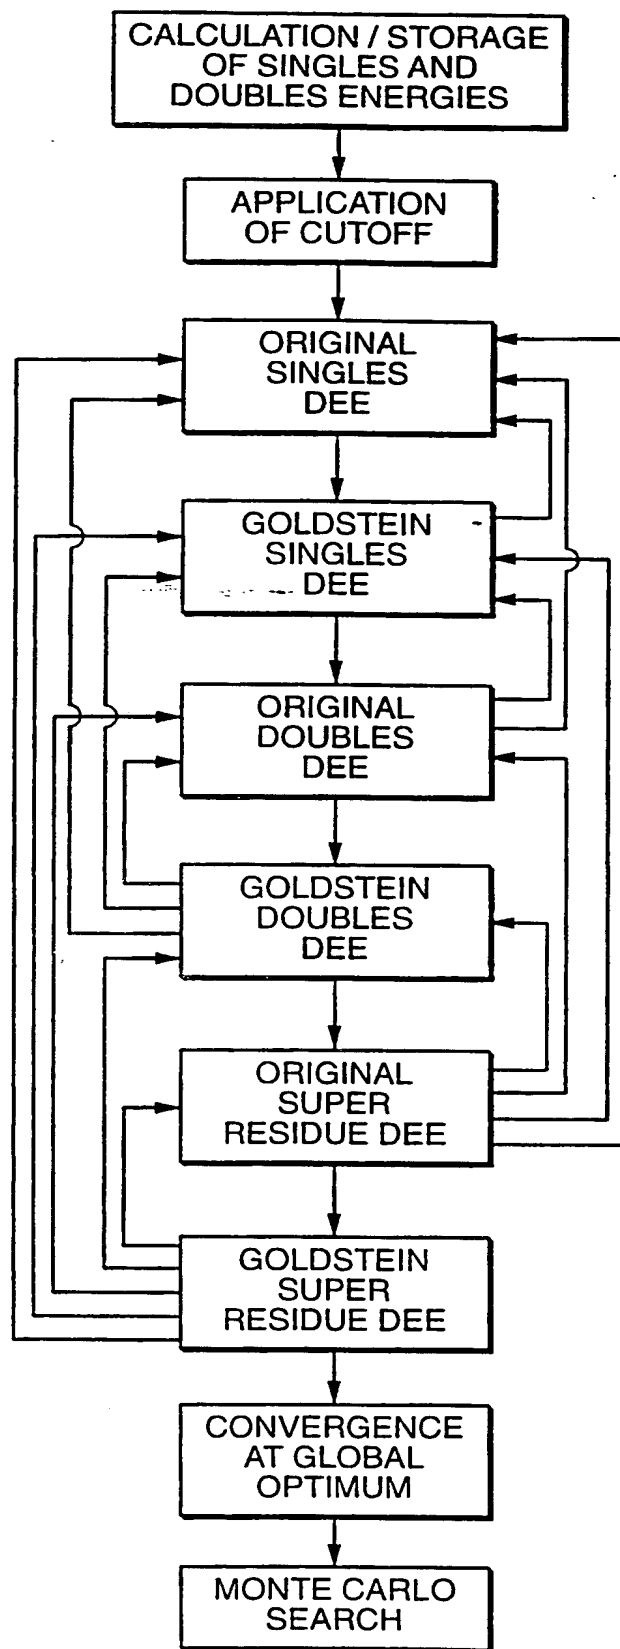 CALCULATION / STORAGE
OF SINGLES AND
DOUBLES ENERGIES
APPLICATION
OF CUTOFF
ORIGINAL
SINGLES
DEE
GOLDSTEIN
SINGLES
DEE
ORIGINAL
DOUBLES
DEE
GOLDSTEIN
DOUBLES
DEE
ORIGINAL
SUPER
RESIDUE DEE
GOLDSTEIN
SUPER
RESIDUE DEE
CONVERGENCE
AT GLOBAL
OPTIMUM
MONTE CARLO
SEARCH